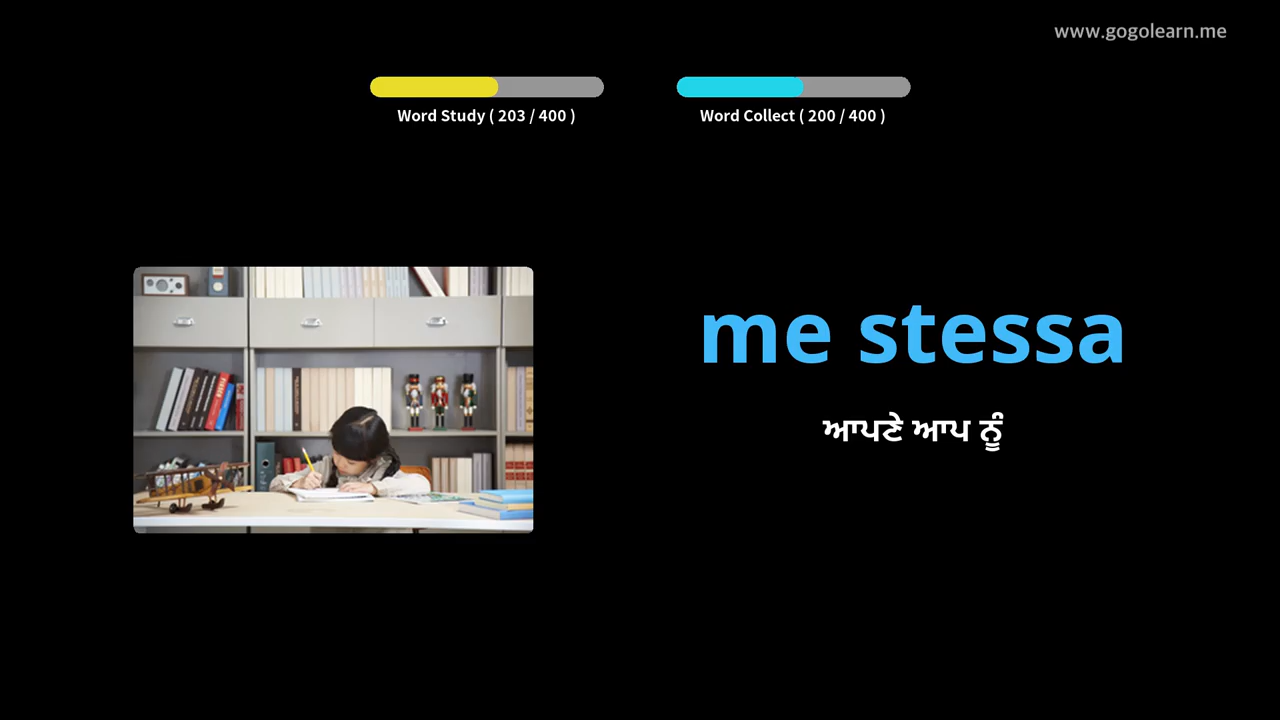 www.gogolearn.me
Word Study ( 203 / 400 )
Word Collect ( 200 / 400 )
me stessa
ਆਪਣੇ ਆਪ ਨੂੰ